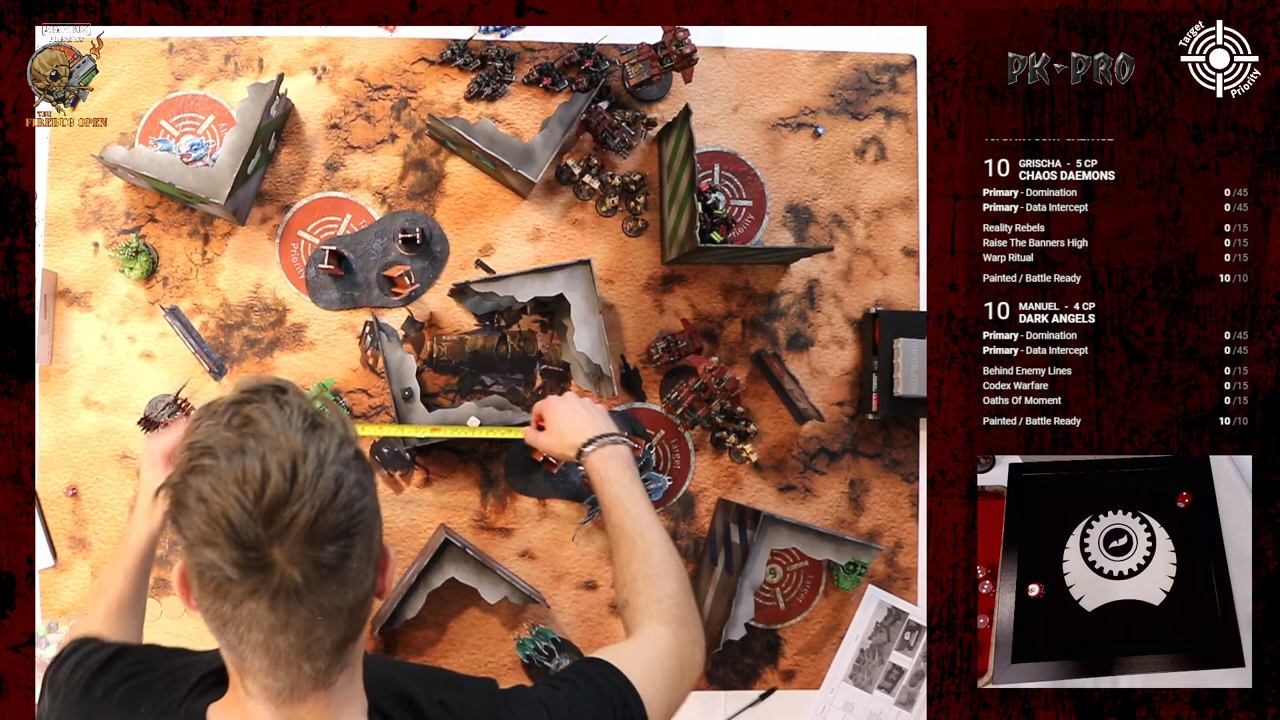 THE
FIREBUG OPEN
PK-PRO
Target
Priority
10 GRISCHA - 5 CP
CHAOS DAEMONS
Primary - Domination 0 /45
Primary - Data Intercept 0 /45
Reality Rebels 0 /15
Raise The Banners High 0 /15
Warp Ritual 0 /15
Painted / Battle Ready 10 /10
10 MANUEL - 4 CP
DARK ANGELS
Primary - Domination 0 /45
Primary - Data Intercept 0 /45
Behind Enemy Lines 0 /15
Codex Warfare 0 /15
Oaths Of Moment 0 /15
Painted / Battle Ready 10 /10
Priority
Target